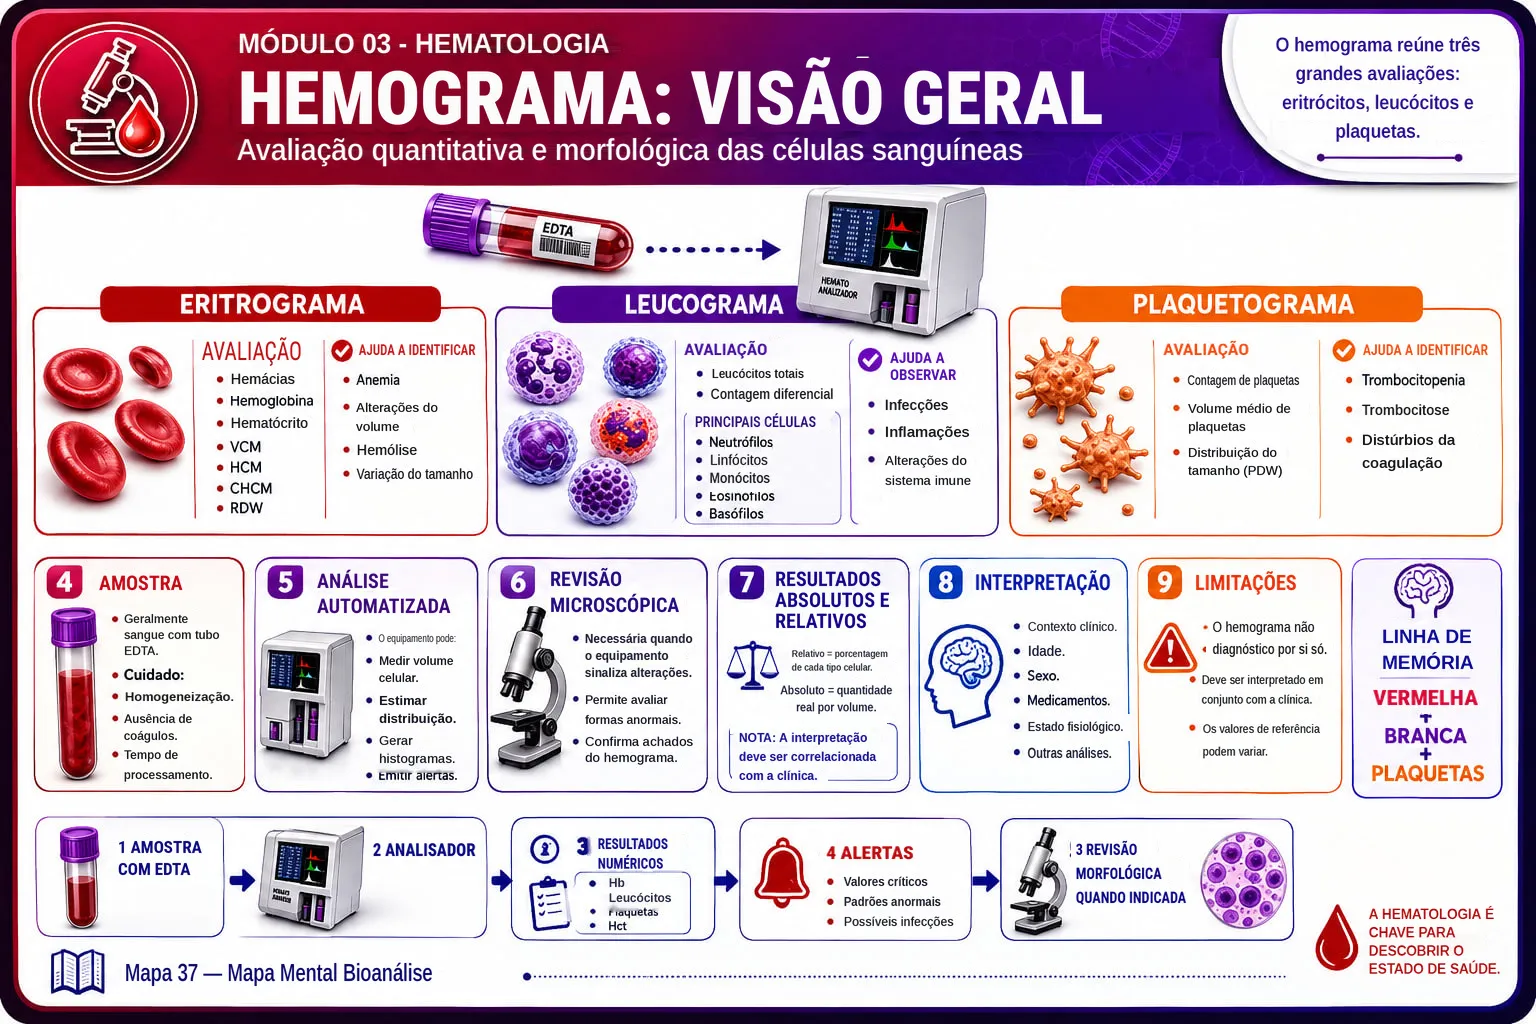 MÓDULO 03 - HEMATOLOGIA
HEMOGRAMA: VISÃO GERAL
Avaliação quantitativa e morfológica das células sanguíneas
O hemograma reúne três
grandes avaliações:
eritrócitos, leucócitos e
plaquetas.
EDTA
HEMATO
ANALIZADOR
ERITROGRAMA
AVALIAÇÃO
• Hemácias
• Hemoglobina
• Hematócrito
• VCM
• HCM
• CHCM
• RDW
AJUDA A IDENTIFICAR
• Anemia
• Alterações do
volume
• Hemólise
• Variação do tamanho
LEUCOGRAMA
AVALIAÇÃO
• Leucócitos totais
• Contagem diferencial
PRINCIPAIS CÉLULAS
• Neutrófilos
• Linfócitos
• Monócitos
• Eosinófilos
• Basófilos
AJUDA A
OBSERVAR
• Infecções
• Inflamações
• Alterações do
sistema imune
PLAQUETOGRAMA
AVALIAÇÃO
• Contagem de plaquetas
• Volume médio de
plaquetas
• Distribuição do
tamanho (PDW)
AJUDA A IDENTIFICAR
• Trombocitopenia
• Trombocitose
• Distúrbios da
coagulação
4 AMOSTRA
• Geralmente
sangue com tubo
EDTA.
• Cuidado:
• Homogeneização.
• Ausência de
coágulos.
• Tempo de
processamento.
5 ANÁLISE
AUTOMATIZADA
• O equipamento pode:
• Medir volume
celular.
• Estimar
distribuição.
• Gerar
histogramas.
• Emitir alertas.
6 REVISÃO
MICROSCÓPICA
• Necessária quando
o equipamento
sinaliza alterações.
• Permite avaliar
formas anormais.
• Confirma achados
do hemograma.
7 RESULTADOS
ABSOLUTOS E
RELATIVOS
Relativo = porcentagem
de cada tipo celular.
Absoluto = quantidade
real por volume.
NOTA: A interpretação
deve ser correlacionada
com a clínica.
8 INTERPRETAÇÃO
• Contexto clínico.
• Idade.
• Sexo.
• Medicamentos.
• Estado fisiológico.
• Outras análises.
9 LIMITAÇÕES
• O hemograma não
diagnóstico por si só.
• Deve ser interpretado em
conjunto com a clínica.
• Os valores de referência
podem variar.
LINHA DE
MEMÓRIA
VERMELHA
+
BRANCA
+
PLAQUETAS
1 AMOSTRA
COM EDTA
2 ANALISADOR
3 RESULTADOS
NUMÉRICOS
• Hb
Leucócitos
• Plaquetas
• Hct
4 ALERTAS
• Valores críticos
• Padrões anormais
• Possíveis infecções
3 REVISÃO
MORFOLÓGICA
QUANDO INDICADA
Mapa 37 — Mapa Mental Bioanálise
A HEMATOLOGIA É
CHAVE PARA
DESCOBRIR O
ESTADO DE SAÚDE.